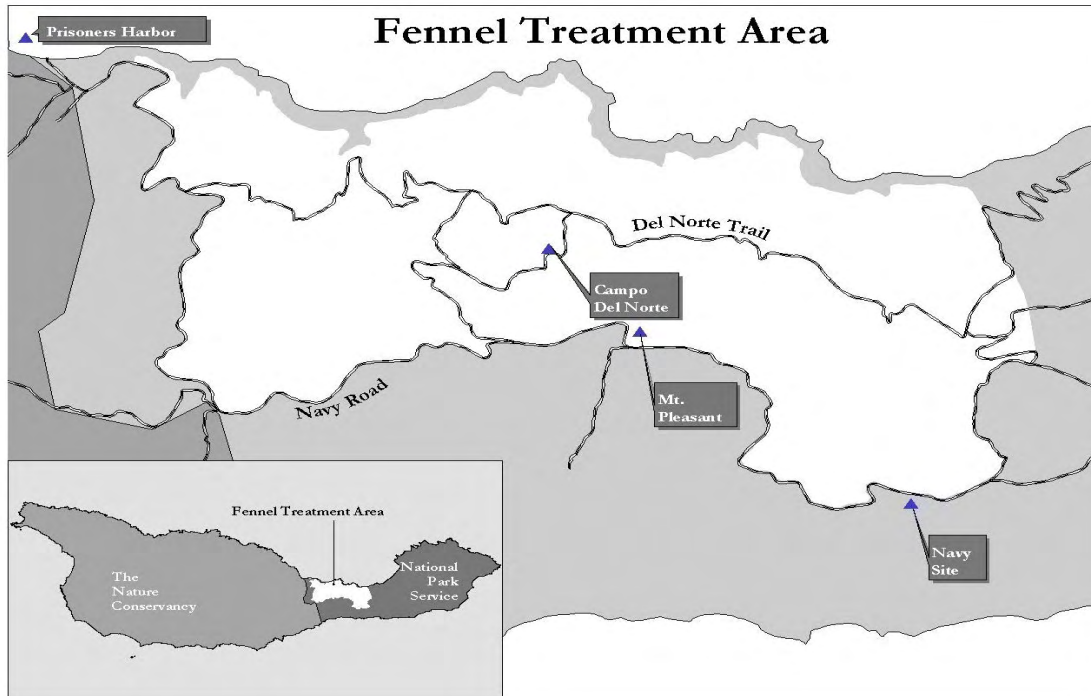 Fennel Treatment Area
Prisoners Harbor
Del Norte Trail
Campo
Del Norte
Mt.
Pleasant
Navy Road
Navy
Site
Fennel Treatment Area
The
Nature
Conservancy
National
Park
Service